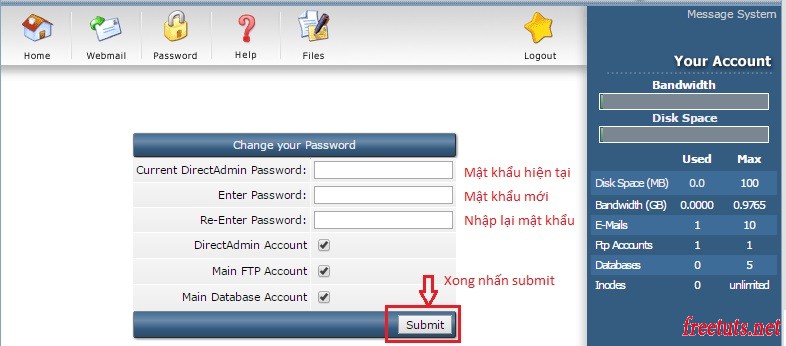 Home
Webmail
Password
Help
Files
Logout
Message System
Your Account
Bandwidth
Disk Space
Used Max
Disk Space (MB) 0.0 100
Bandwidth (GB) 0.0000 0.9765
E-Mails 1 10
Ftp Accounts 1 1
Databases 0 5
Inodes 0 unlimited
Change your Password
Current DirectAdmin Password: Mật khẩu hiện tại
Enter Password: Mật khẩu mới
Re-Enter Password: Nhập lại mật khẩu
DirectAdmin Account
Main FTP Account
Main Database Account
Xong nhấn submit
Submit
freetuts.net